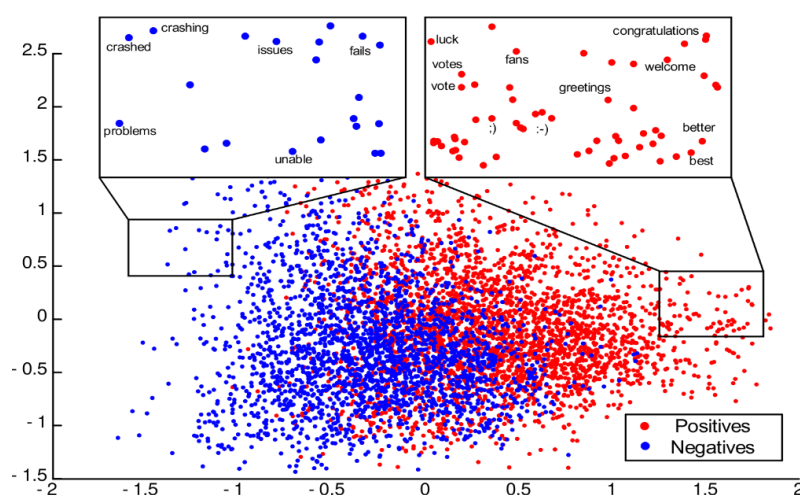 2.5
2
1.5
1
0.5
0
- 0.5
- 1
- 1.5
crashing
crashed
issues
fails
problems
unable
luck
congratulations
fans
votes
welcome
vote
greetings
;)
:-)
better
best
Positives
Negatives
−2
- 1.5
−1
- 0.5
0
0.5
1
1.5
2